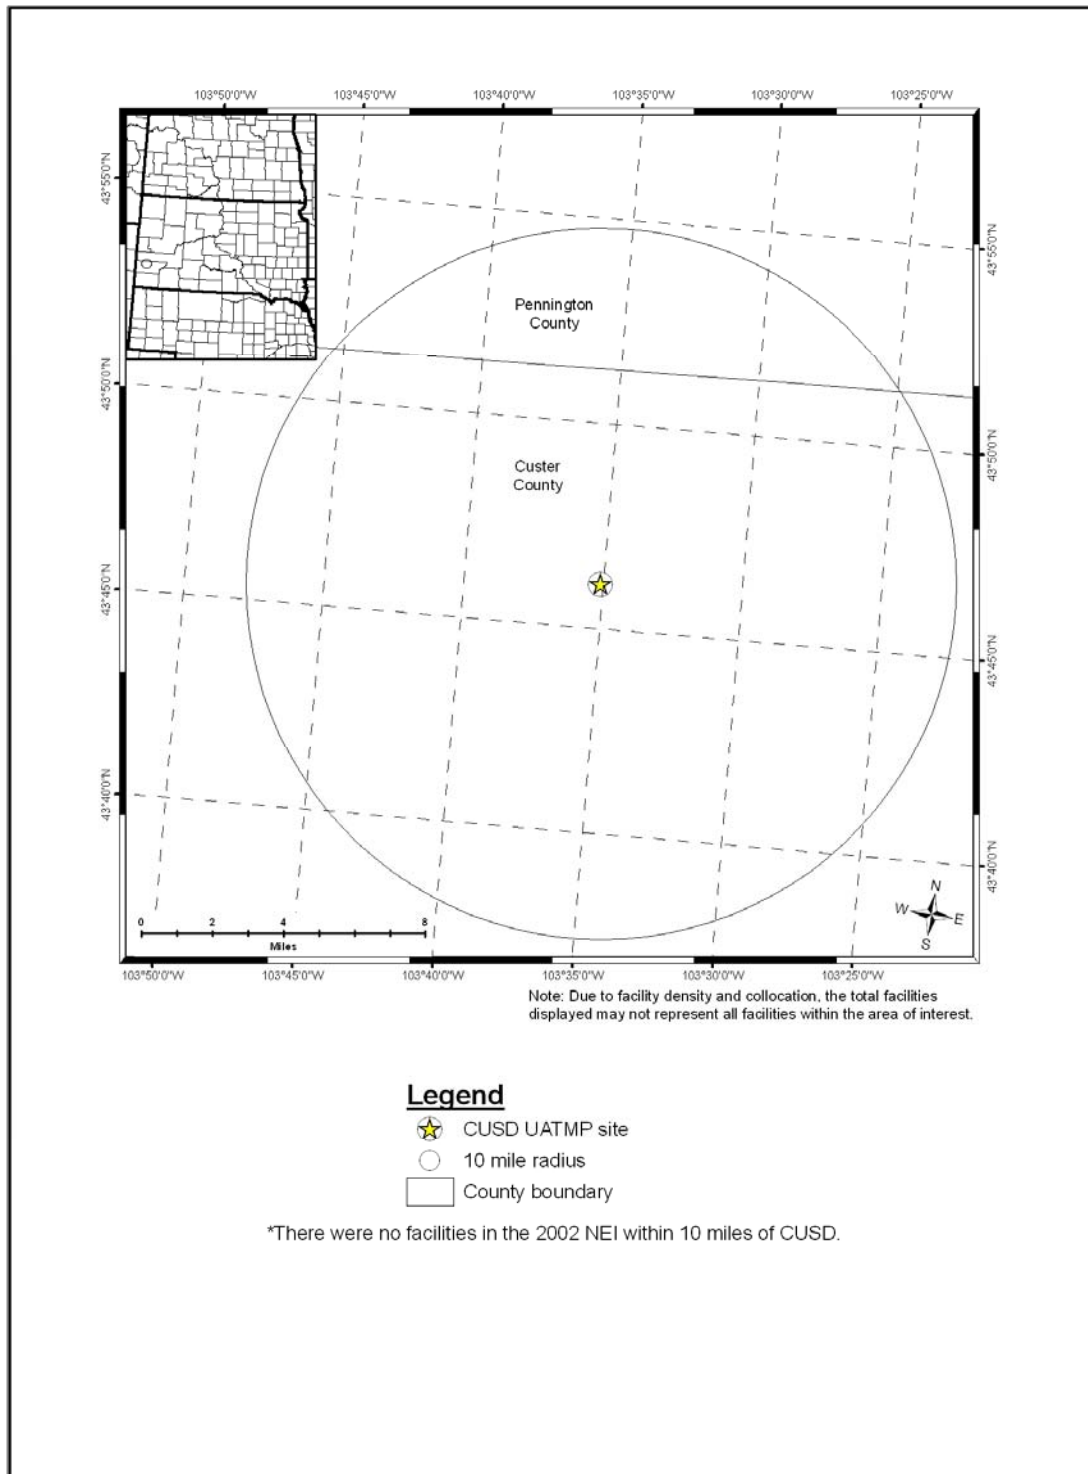 103°50'0"W 103°45'0"W 103°40'0"W 103°35'0"W 103°30'0"W 103°25'0"W
43°55'0"N
43°55'0"N
Pennington
County
43°50'0"N
43°50'0"N
Custer
County
43°45'0"N
43°45'0"N
43°40'0"N
43°40'0"N
N
W E
S
0 2 4 8
Miles
103°50'0"W 103°45'0"W 103°40'0"W 103°35'0"W 103°30'0"W 103°25'0"W
Note: Due to facility density and collocation, the total facilities
displayed may not represent all facilities within the area of interest.
Legend
CUSD UATMP site
10 mile radius
County boundary
*There were no facilities in the 2002 NEI within 10 miles of CUSD.